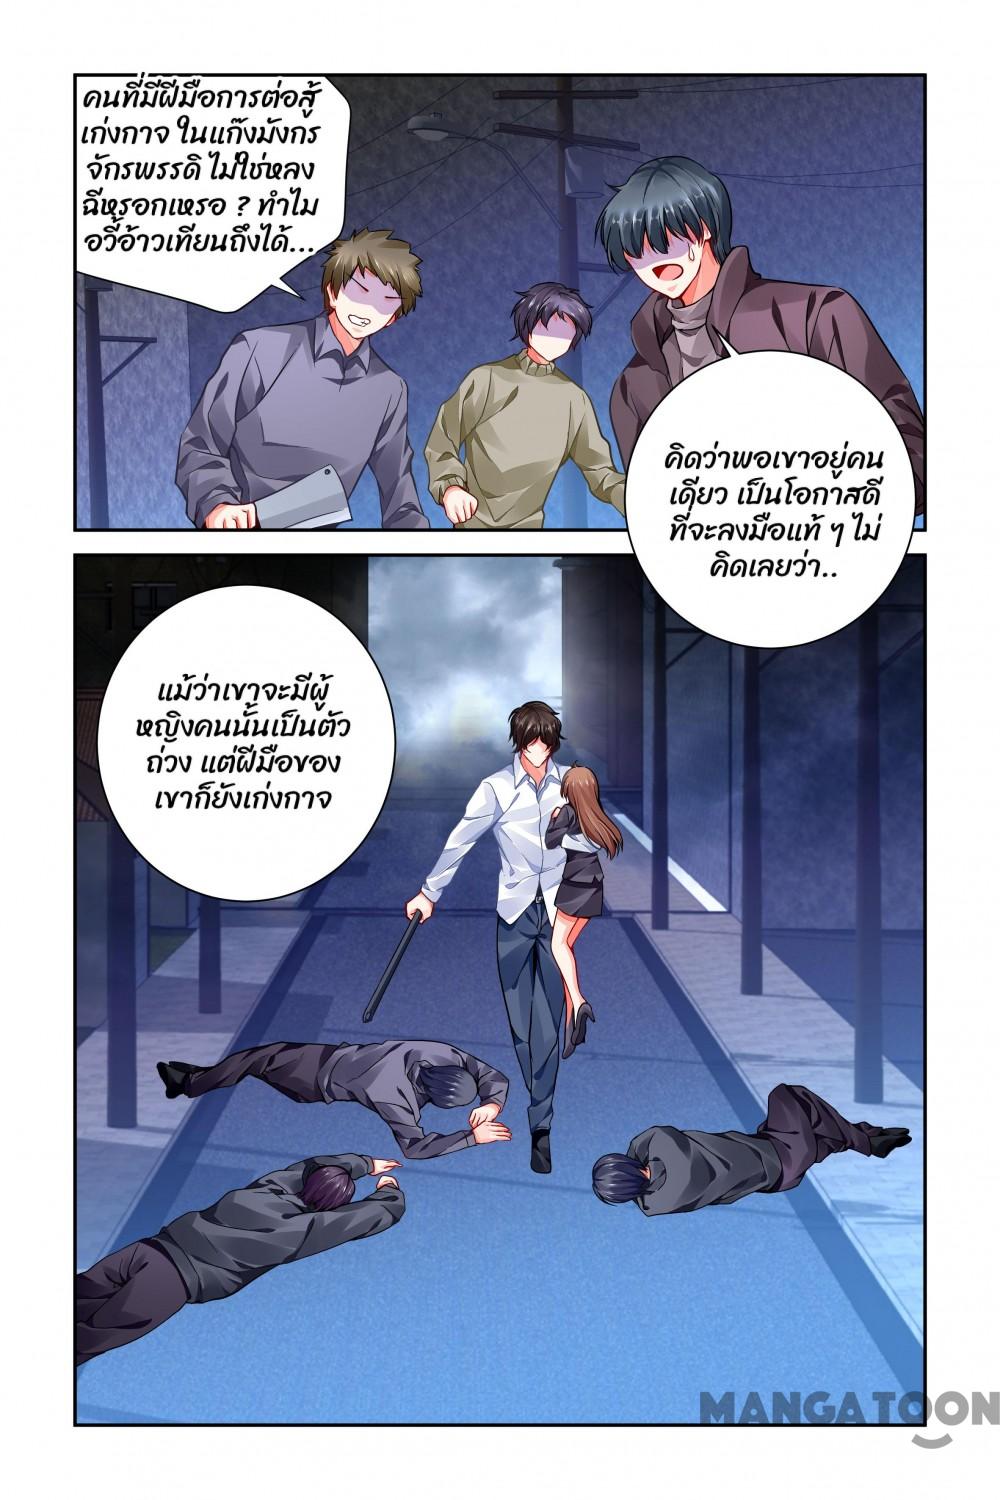 คนที่มีฝีมือการต่อสู้
เก่งกาจ ในแก๊งมังกร
จักรพรรดิ ไม่ใช่หลง
ฉีหรอกเหรอ ? ทำไม
อวี้อ้าวเทียนถึงได้...
คิดว่าพอเขาอยู่คน
เดียว เป็นโอกาสดี
ที่จะลงมือแท้ ๆ ไม่
คิดเลยว่า..
แม้ว่าเขาจะมีผู้
หญิงคนนั้นเป็นตัว
ถ่วง แต่ฝีมือของ
เขาก็ยังเก่งกาจ
MANGATOON